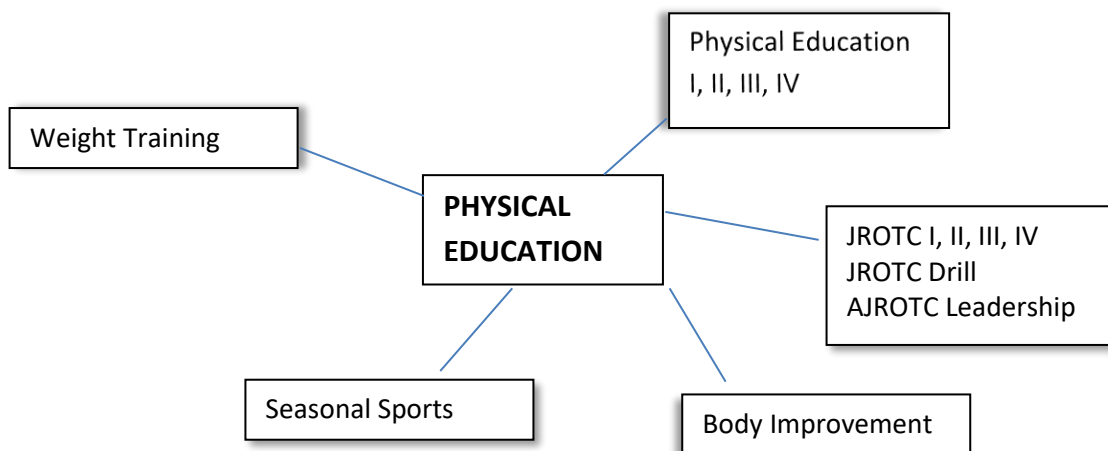 Physical Education
I, II, III, IV
Weight Training
PHYSICAL
EDUCATION
JROTC I, II, III, IV
JROTC Drill
AJROTC Leadership
Seasonal Sports
Body Improvement